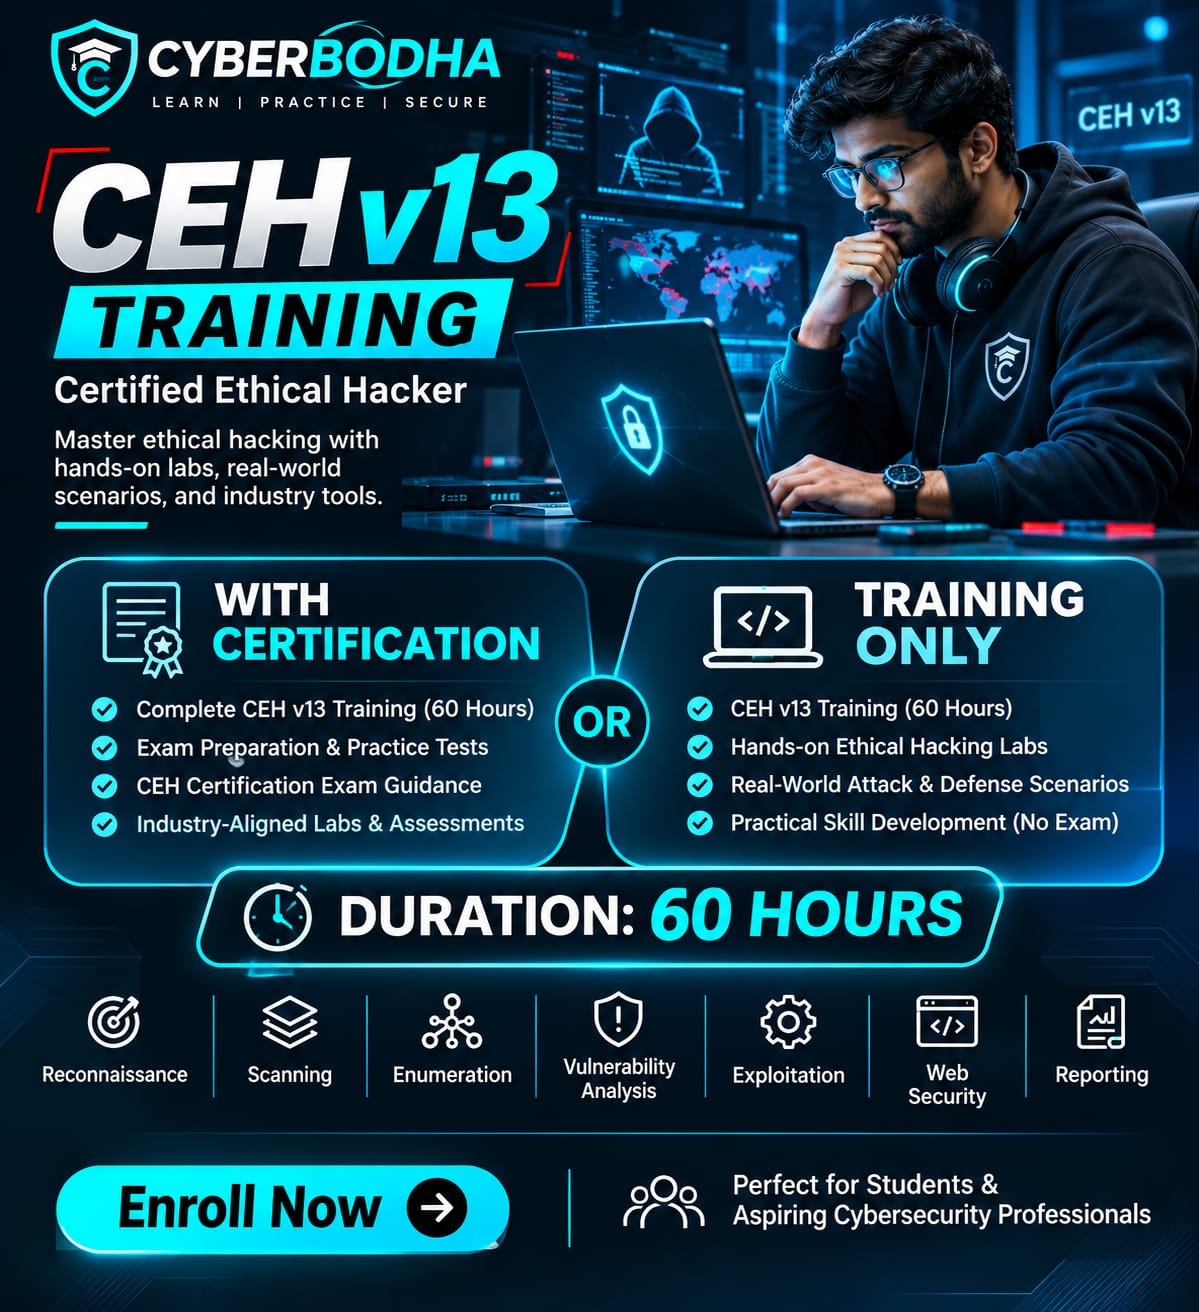 CYBERBODHA
LEARN | PRACTICE | SECURE
CEH v13
CEH v13
TRAINING
Certified Ethical Hacker
Master ethical hacking with
hands-on labs, real-world
scenarios, and industry tools.
WITH
CERTIFICATION
Complete CEH v13 Training (60 Hours)
Exam Preparation & Practice Tests
CEH Certification Exam Guidance
Industry-Aligned Labs & Assessments
OR
TRAINING
ONLY
CEH v13 Training (60 Hours)
Hands-on Ethical Hacking Labs
Real-World Attack & Defense Scenarios
Practical Skill Development (No Exam)
DURATION: 60 HOURS
Reconnaissance
Scanning
Enumeration
Vulnerability
Analysis
Exploitation
Web
Security
Reporting
Enroll Now
Perfect for Students &
Aspiring Cybersecurity Professionals